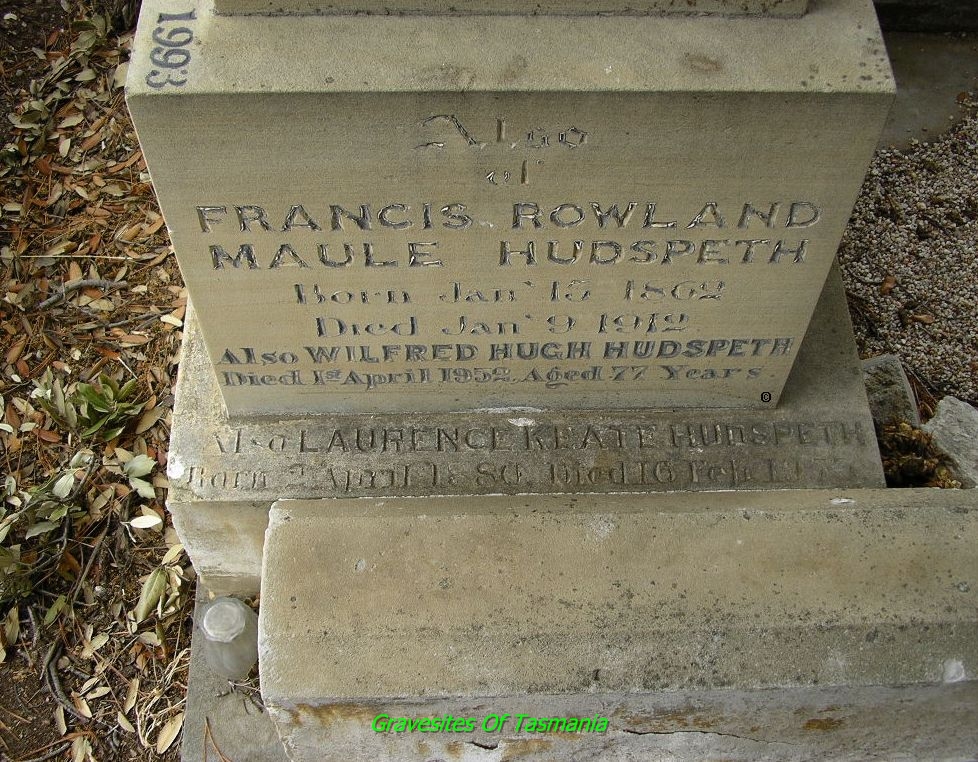 1993
Also
of
FRANCIS ROWLAND
MAULE HUDSPETH
Born Jan' 15 1862
Died Jan' 9 1912
Also WILFRED HUGH HUDSPETH
Died 1st April 1952. Aged 77 Years.
Also LAURENCE KEATE HUDSPETH
Born 2 April 1880. Died 16 Feb.
Gravesites Of Tasmania